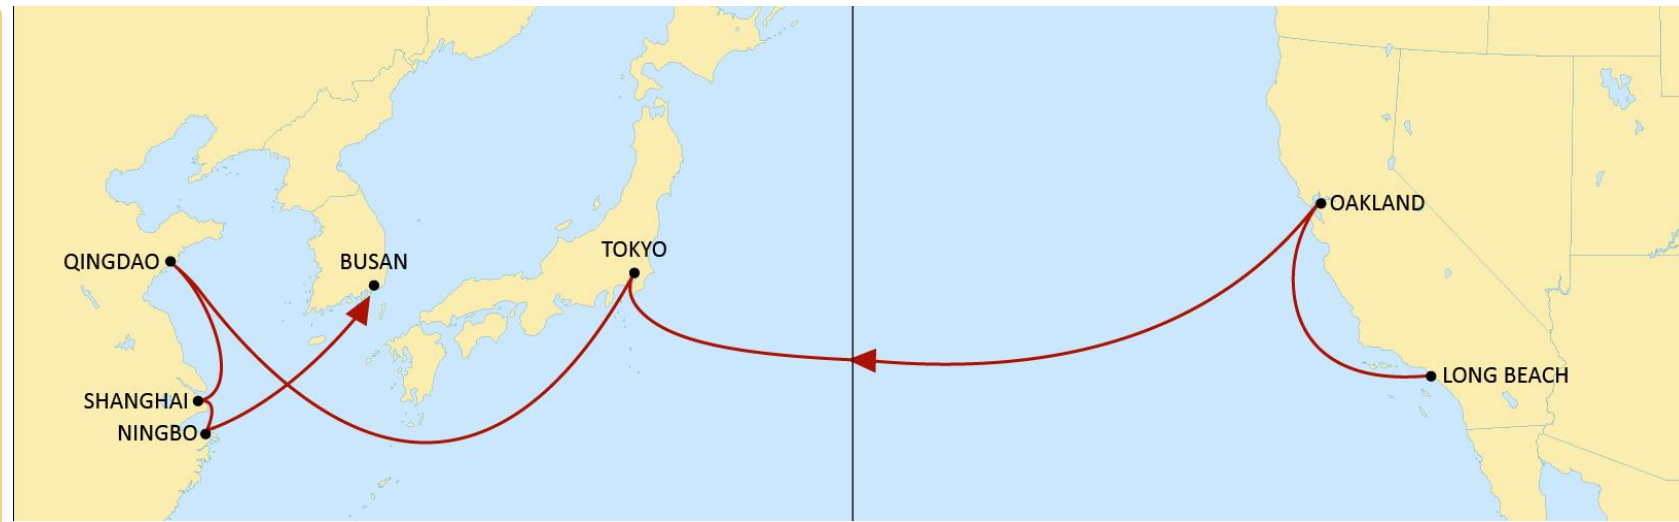 OAKLAND
TOKYO
QINGDAO
BUSAN
LONG BEACH
SHANGHAI
NINGBO